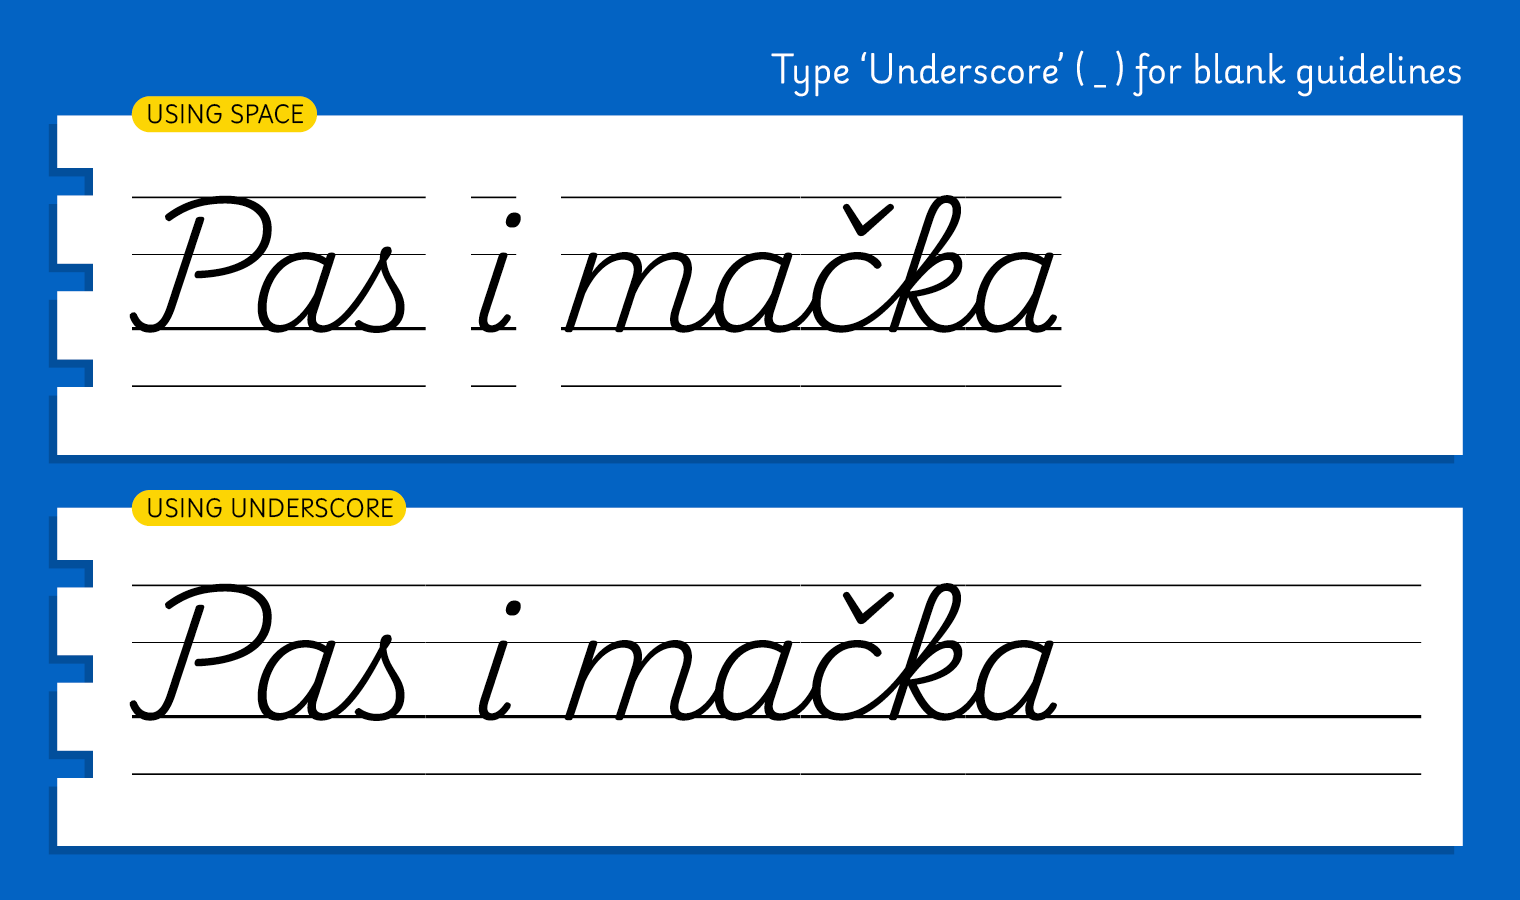 Type ‘Underscore’ ( _ ) for blank guidelines
USING SPACE
Pas i mačka
USING UNDERSCORE
Pas i mačka